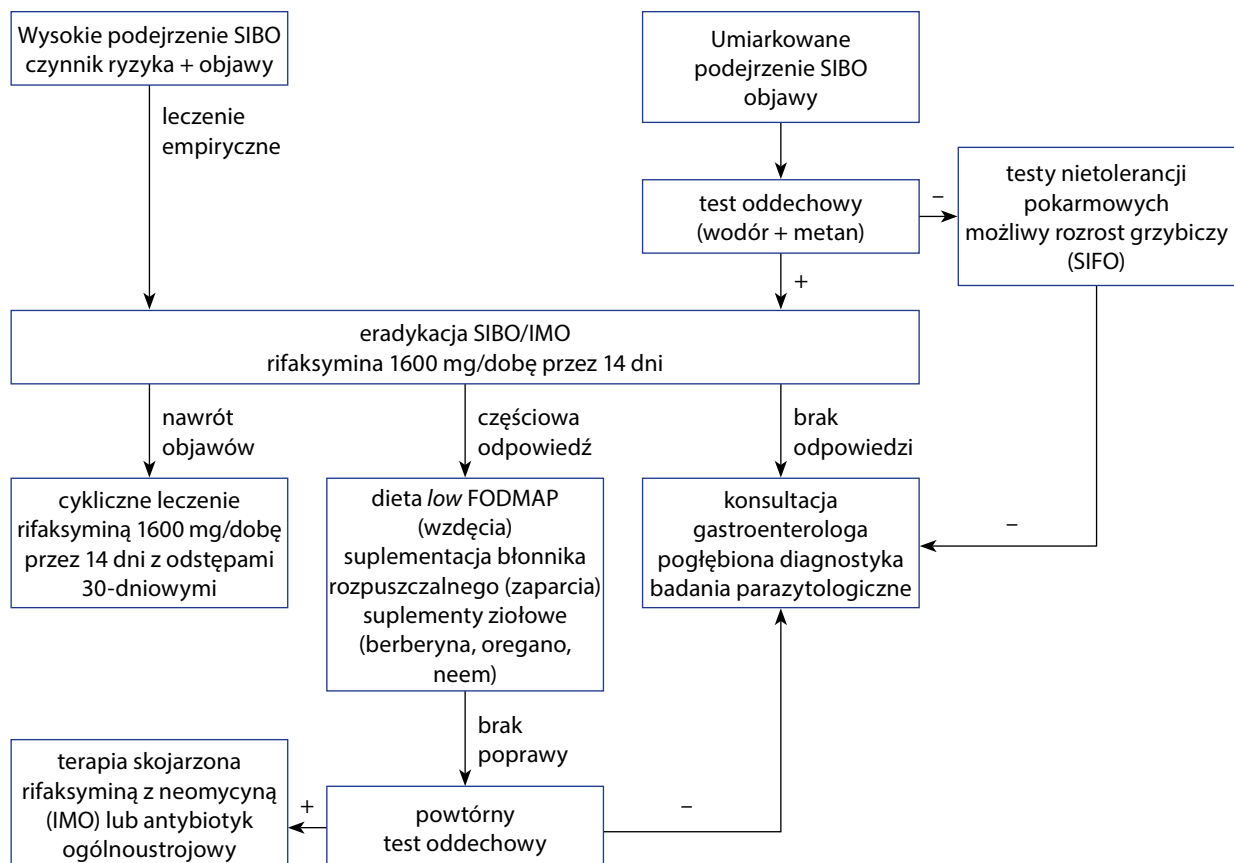 Wysokie podejrzenie SIBO
czynnik ryzyka + objawy
Umiarkowane
podejrzenie SIBO
objawy
leczenie
empiryczne
test oddechowy
(wodór + metan)
–
testy nietolerancji
pokarmowych
możliwy rozrost grzybiczy
(SIFO)
+
eradykacja SIBO/IMO
rifaksymina 1600 mg/dobę przez 14 dni
nawrót
objawów
częściowa
odpowiedź
brak
odpowiedzi
cykliczne leczenie
rifaksyminą 1600 mg/dobę
przez 14 dni z odstępami
30-dniowymi
dieta low FODMAP
(wzdęcia)
suplementacja błonnika
rozpuszczalnego (zaparcia)
suplementy ziołowe
(berberyna, oregano,
neem)
konsultacja
gastroenterologa
pogłębiona diagnostyka
badania parazytologiczne
–
brak
poprawy
terapia skojarzona
rifaksyminą z neomycyną
(IMO) lub antybiotyk
ogólnoustrojowy
+
powtórny
test oddechowy
–